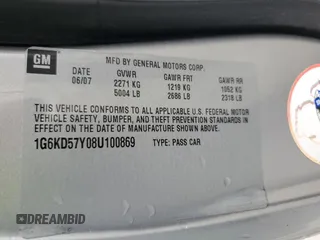 GM
MFD BY GENERAL MOTORS CORP.
DATE GVWR GAWR FRT GAWR RR
06/07 2271 KG 1218 KG 1052 KG
5004 LB 2686 LB 2318 LB
THIS VEHICLE CONFORMS TO ALL APPLICABLE U.S. FEDERAL MOTOR
VEHICLE SAFETY, BUMPER, AND THEFT PREVENTION STANDARDS IN
EFFECT ON THE DATE OF MANUFACTURE SHOWN ABOVE.
1G6KD57Y08U100869 TYPE: PASS CAR
© AUTOBIDCAR